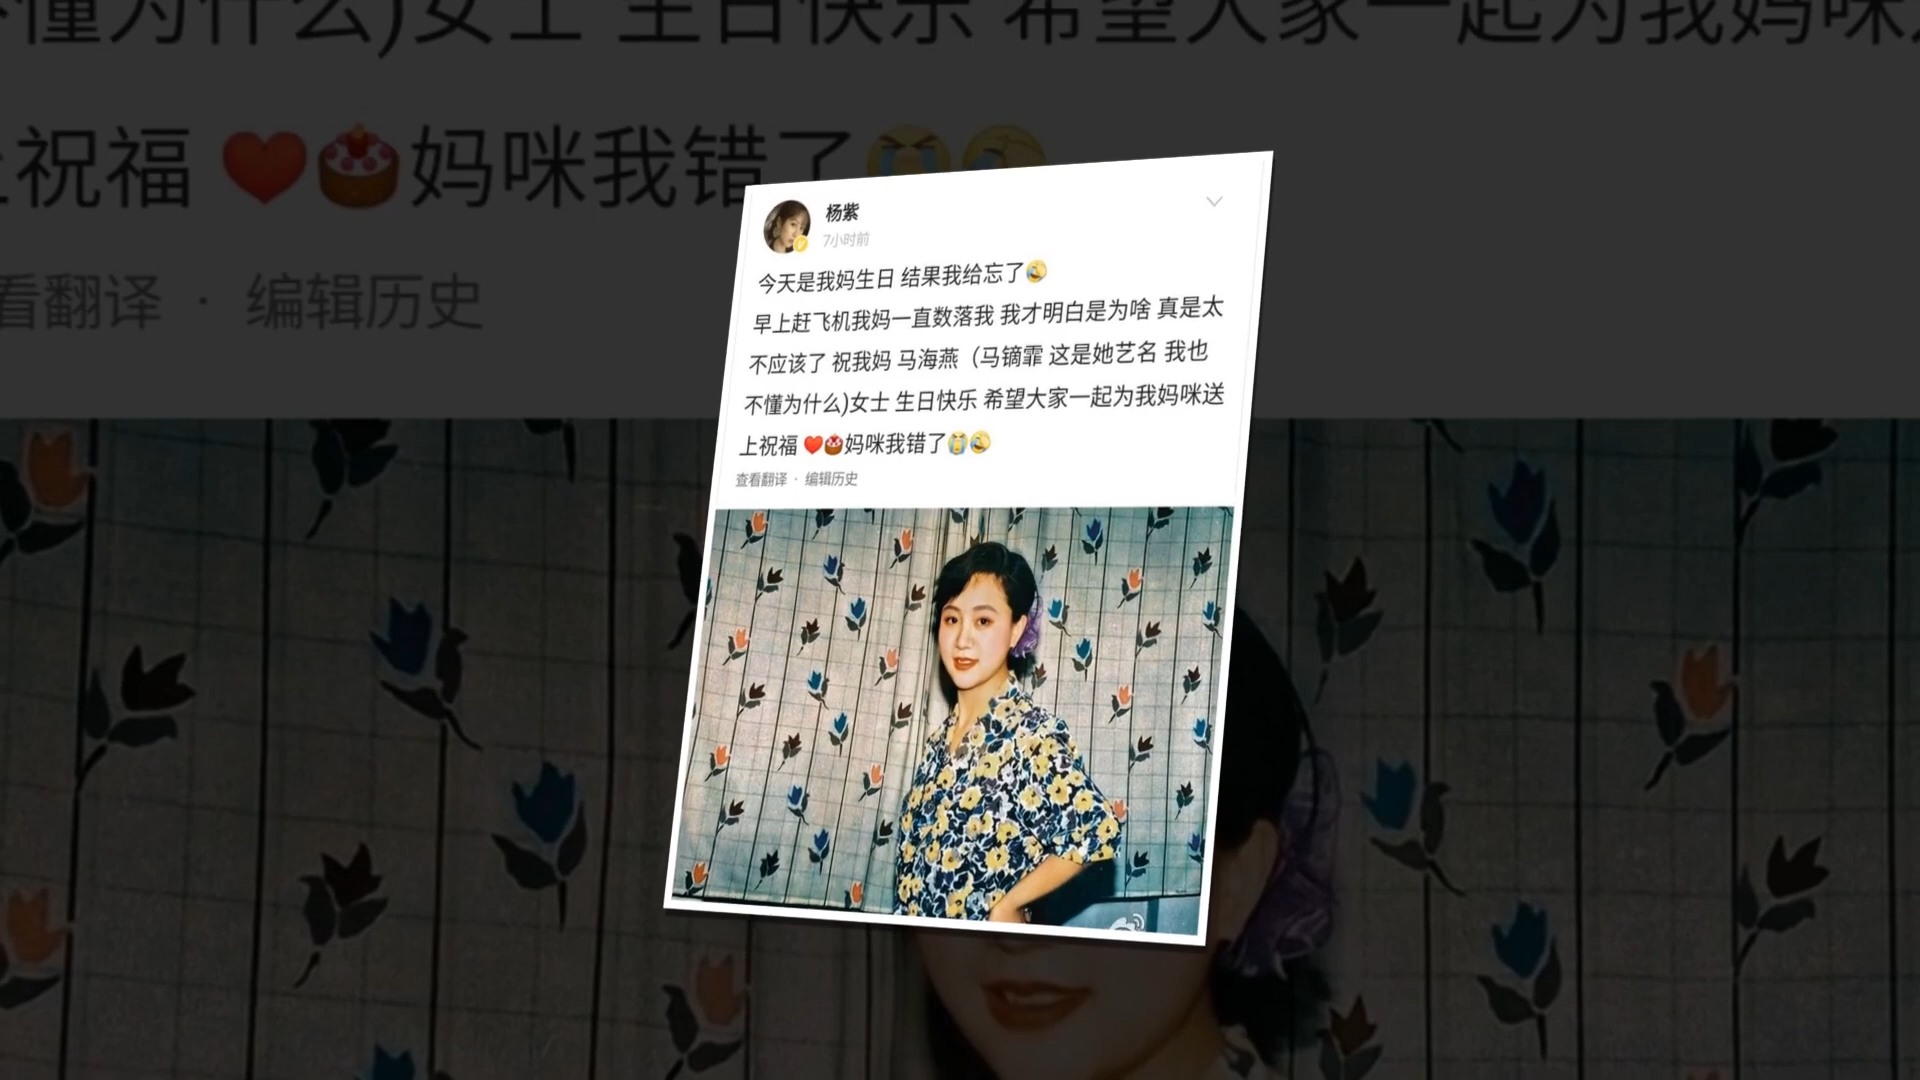 不懂为什么)女士 生日快乐 希望大家一起为我妈咪
上祝福 ❤️🎂妈咪我错了😭🤣
看翻译 · 编辑历史
杨紫
7小时前
今天是我妈生日 结果我给忘了🤣
早上赶飞机我妈一直数落我 我才明白是为啥 真是太
不应该了 祝我妈 马海燕（马镝霏 这是她艺名 我也
不懂为什么)女士 生日快乐 希望大家一起为我妈咪送
上祝福 ❤️🎂妈咪我错了😭🤣
查看翻译 · 编辑历史